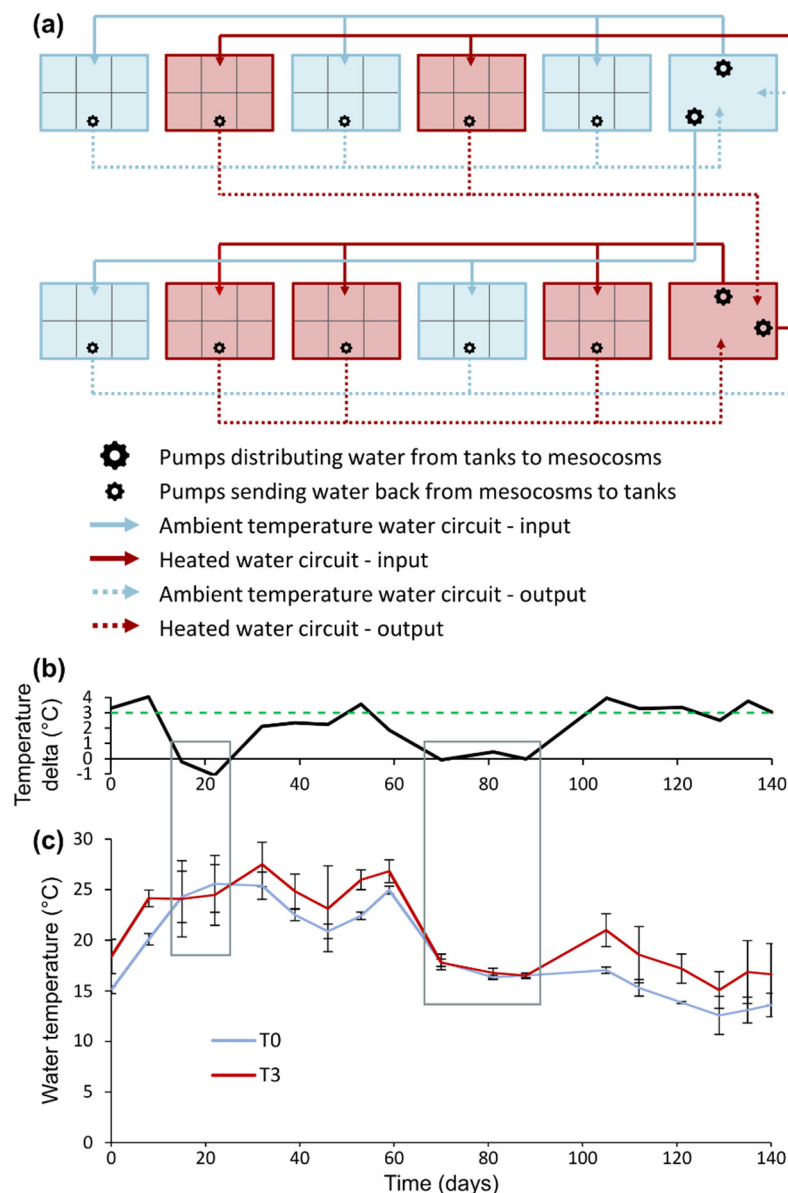 (a)
Pumps distributing water from tanks to mesocosms
Pumps sending water back from mesocosms to tanks
Ambient temperature water circuit - input
Heated water circuit - input
Ambient temperature water circuit - output
Heated water circuit - output
(b)
Temperature
delta (°C)
4
3
2
1
0
-1
0
20
40
60
80
100
120
140
(c)
Water temperature (°C)
30
25
20
15
10
5
0
T0
T3
0
20
40
60
80
100
120
140
Time (days)